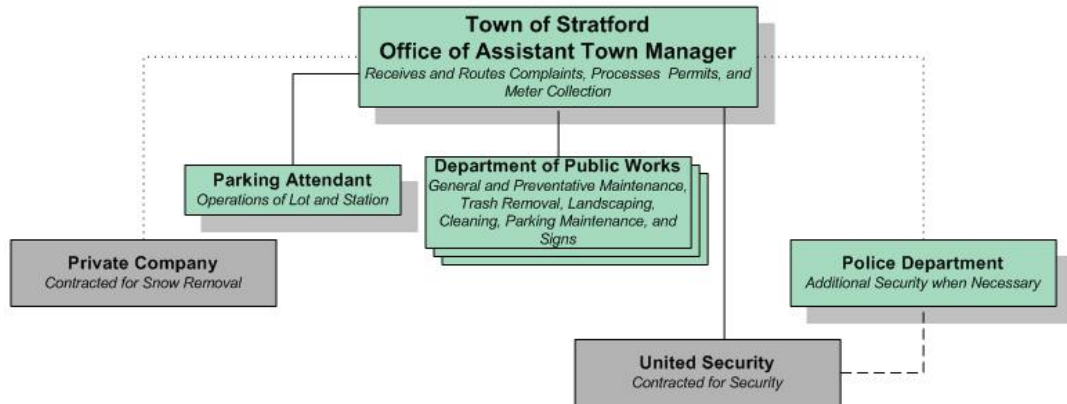 Town of Stratford
Office of Assistant Town Manager
Receives and Routes Complaints, Processes Permits, and
Meter Collection
Parking Attendant
Operations of Lot and Station
Department of Public Works
General and Preventative Maintenance,
Trash Removal, Landscaping,
Cleaning, Parking Maintenance, and
Signs
Private Company
Contracted for Snow Removal
Police Department
Additional Security when Necessary
United Security
Contracted for Security